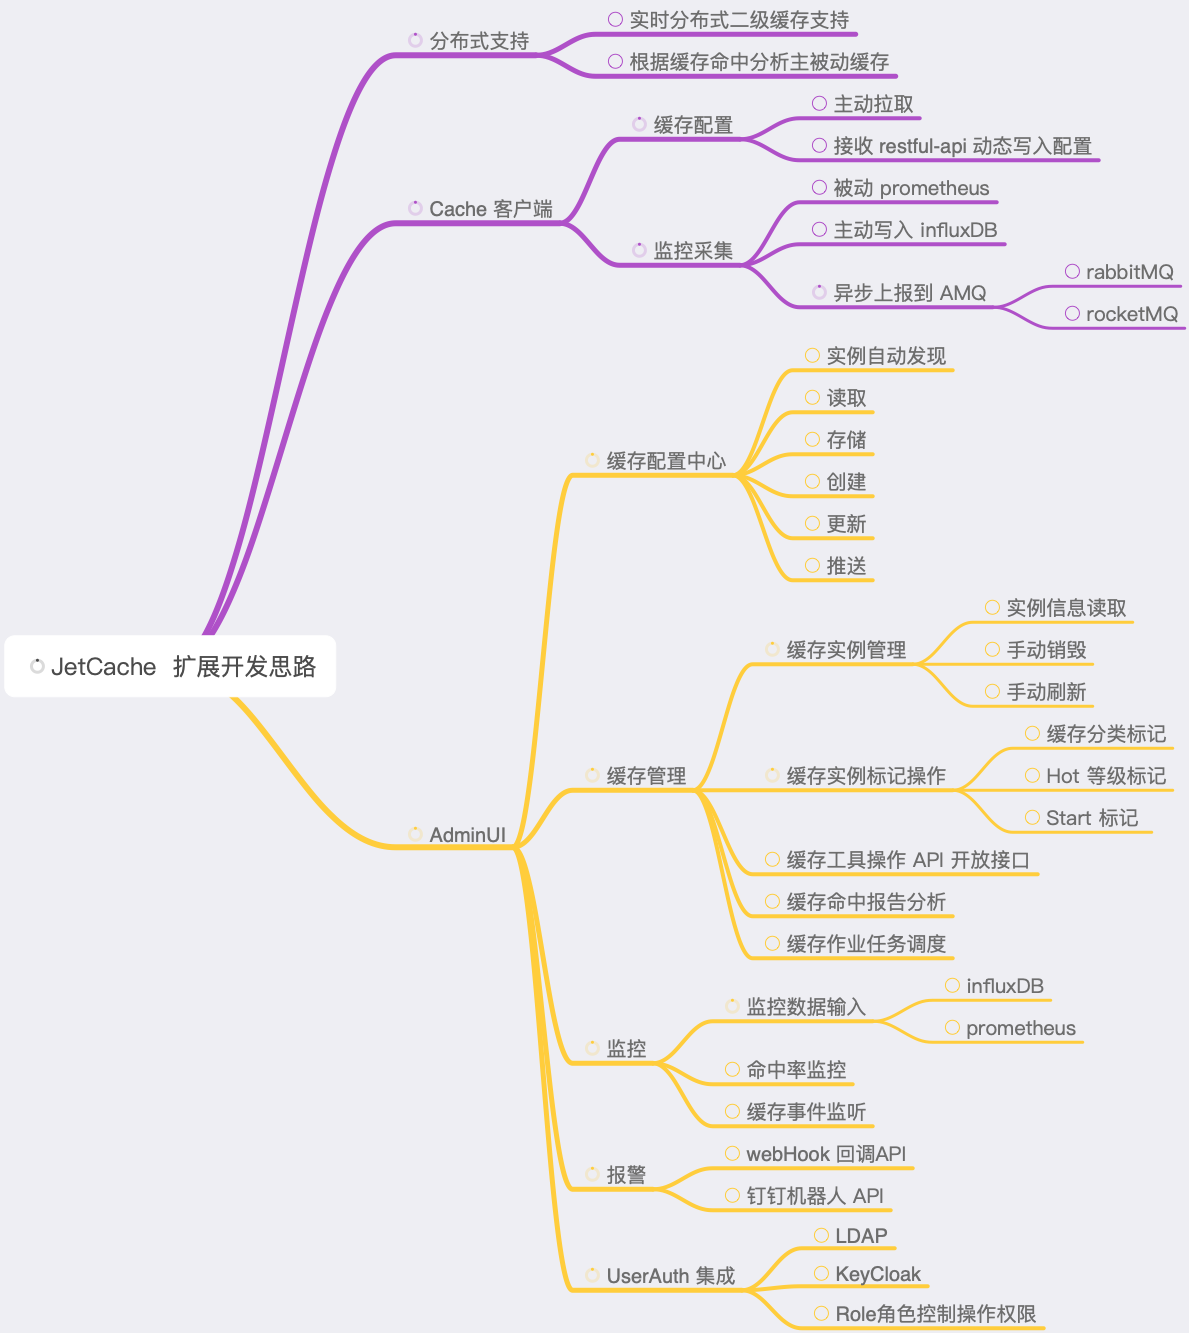 实时分布式二级缓存支持
分布式支持
根据缓存命中分析主被动缓存
主动拉取
缓存配置
接收 restful-api 动态写入配置
被动 prometheus
Cache 客户端
主动写入 influxDB
监控采集
rabbitMQ
异步上报到 AMQ
rocketMQ
实例自动发现
读取
存储
缓存配置中心
创建
更新
推送
实例信息读取
缓存实例管理
手动销毁
JetCache 扩展开发思路
手动刷新
缓存分类标记
缓存管理
缓存实例标记操作
Hot 等级标记
Start 标记
AdminUI
缓存工具操作 API 开放接口
缓存命中报告分析
缓存作业任务调度
influxDB
监控数据输入
prometheus
监控
命中率监控
缓存事件监听
webHook 回调API
报警
钉钉机器人 API
LDAP
UserAuth 集成
KeyCloak
Role角色控制操作权限